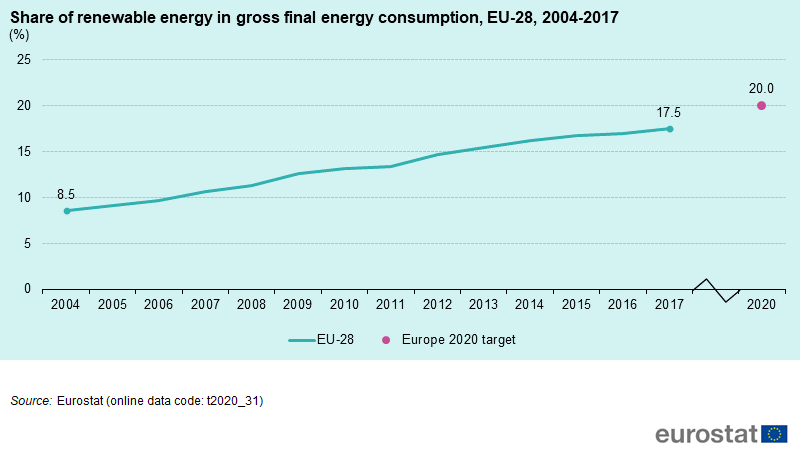 Share of renewable energy in gross final energy consumption, EU-28, 2004-2017
(%)
25
20
15
10
5
0
8.5
17.5
20.0
2004 2005 2006 2007 2008 2009 2010 2011 2012 2013 2014 2015 2016 2017 2020
EU-28 Europe 2020 target
Source: Eurostat (online data code: t2020_31)
eurostat